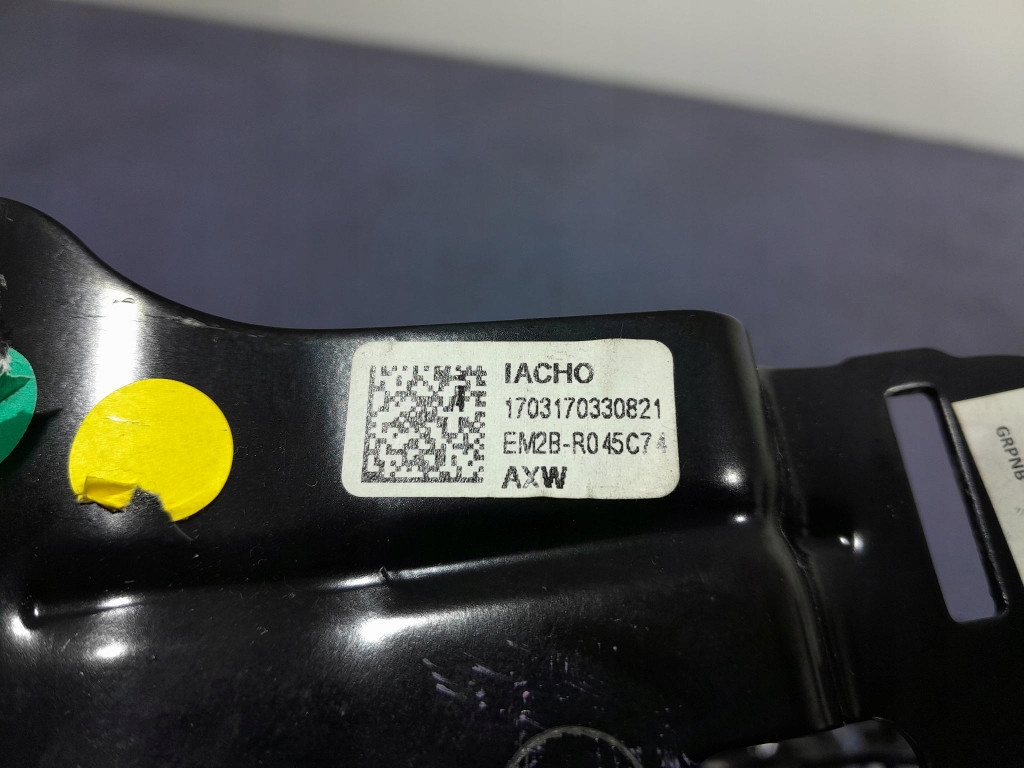 IACHO
1703170330821
EM2B-R045C74
AXW
GRPNB